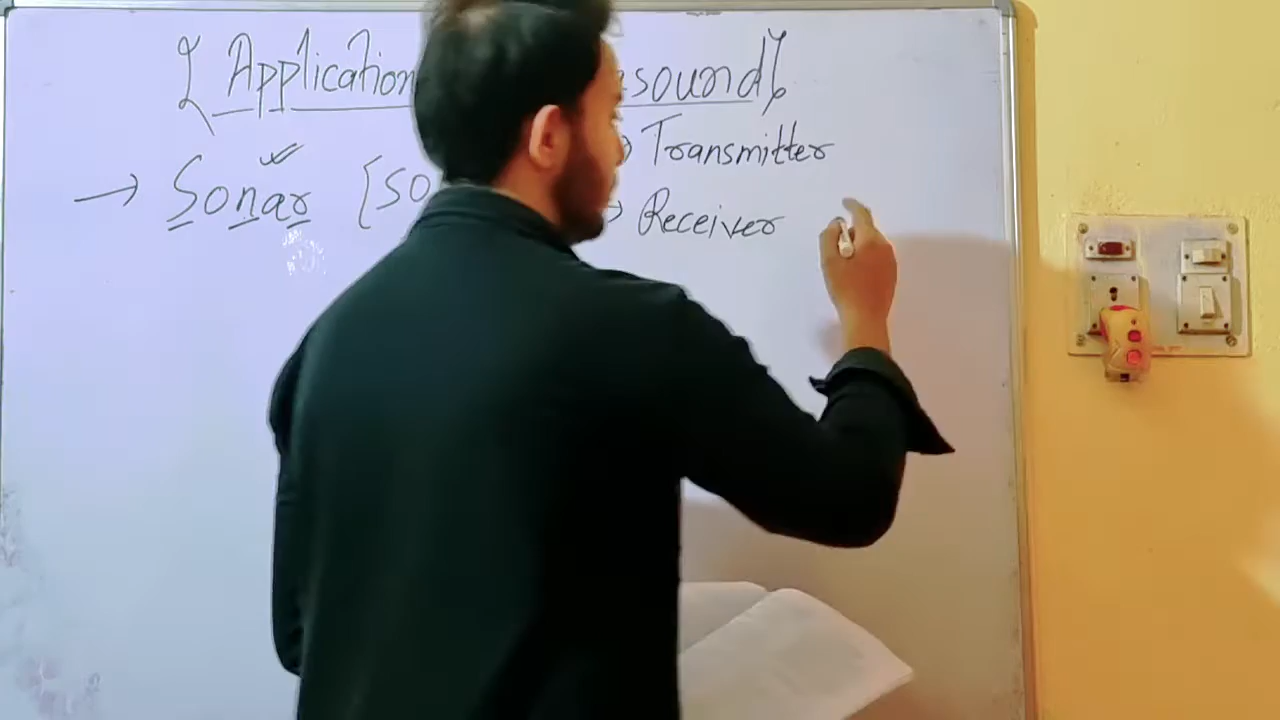 { Application sound }
→ Sonar [So → Transmitter
→ Receiver